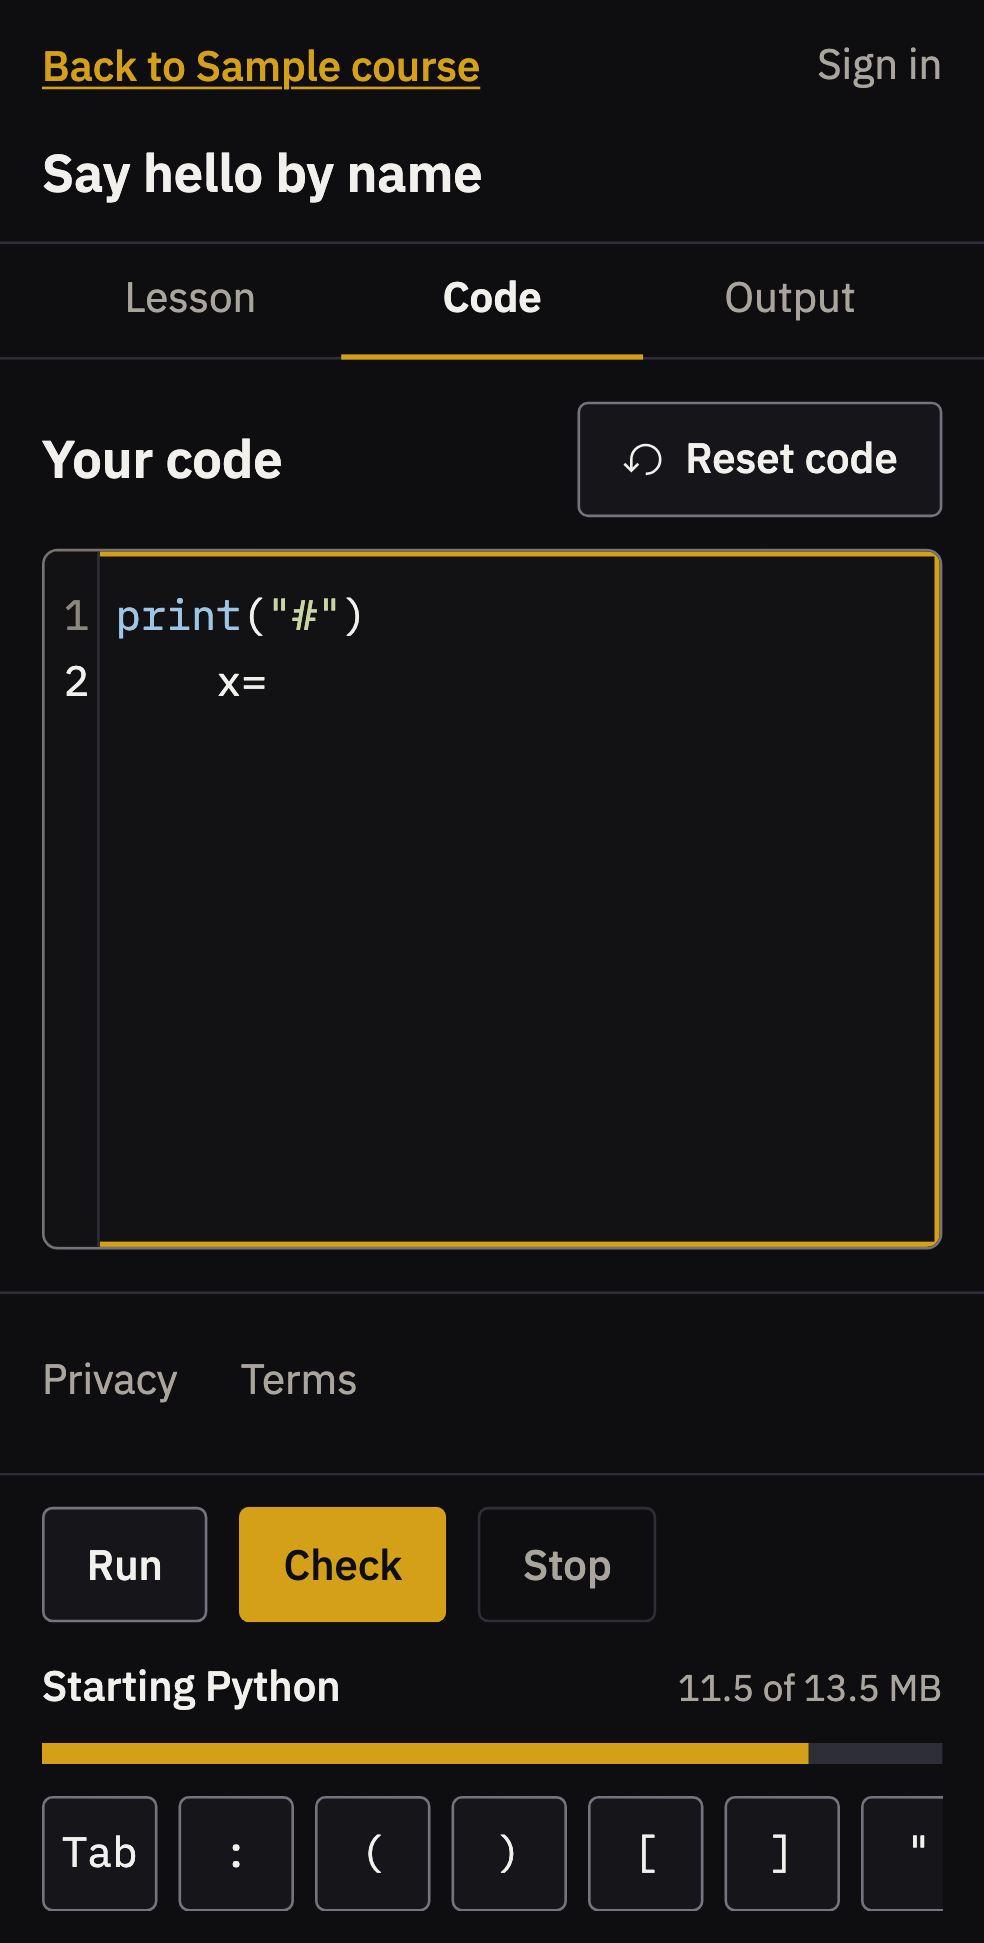 Back to Sample course
Sign in
Say hello by name
Lesson
Code
Output
Your code
Reset code
1 print("#")
2     x=
Privacy
Terms
Run
Check
Stop
Starting Python
11.5 of 13.5 MB
Tab : ( ) [ ] "